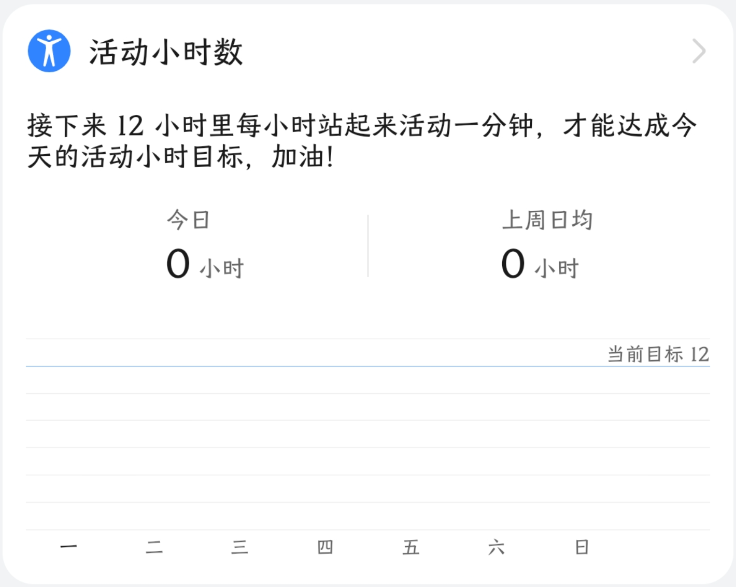 活动小时数
接下来 12 小时里每小时站起来活动一分钟，才能达成今
天的活动小时目标，加油!
今日 上周日均
0 小时 0 小时
当前目标 12
一 二 三 四 五 六 日